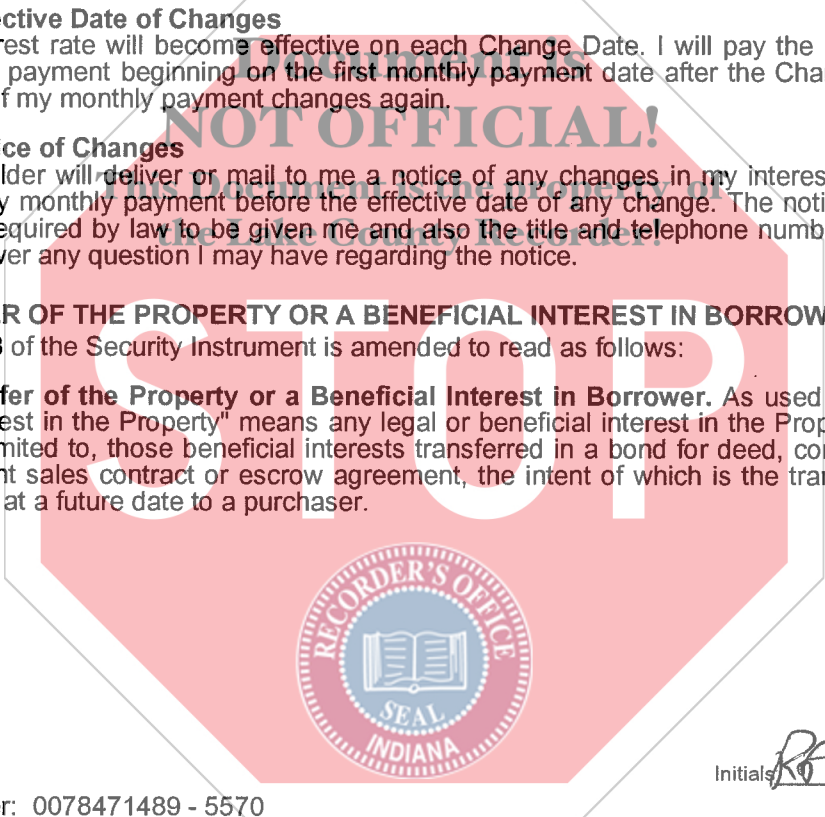 ctive Date of Changes
rest rate will become effective on each Change Date. I will pay the
payment beginning on the first monthly payment date after the Cha
f my monthly payment changes again.
ce of Changes
lder will deliver or mail to me a notice of any changes in my interes
y monthly payment before the effective date of any change. The noti
equired by law to be given me and also the title and telephone numb
ver any question I may have regarding the notice.
R OF THE PROPERTY OR A BENEFICIAL INTEREST IN BORROW
of the Security Instrument is amended to read as follows:
fer of the Property or a Beneficial Interest in Borrower. As used
est in the Property" means any legal or beneficial interest in the Prop
mited to, those beneficial interests transferred in a bond for deed, co
nt sales contract or escrow agreement, the intent of which is the tra
at a future date to a purchaser.
Document is
NOT OFFICIAL!
This Document is the property of
the Lake County Recorder!
STOP
RECORDER'S OFFICE
SEAL
INDIANA
Initials
r: 0078471489 - 5570